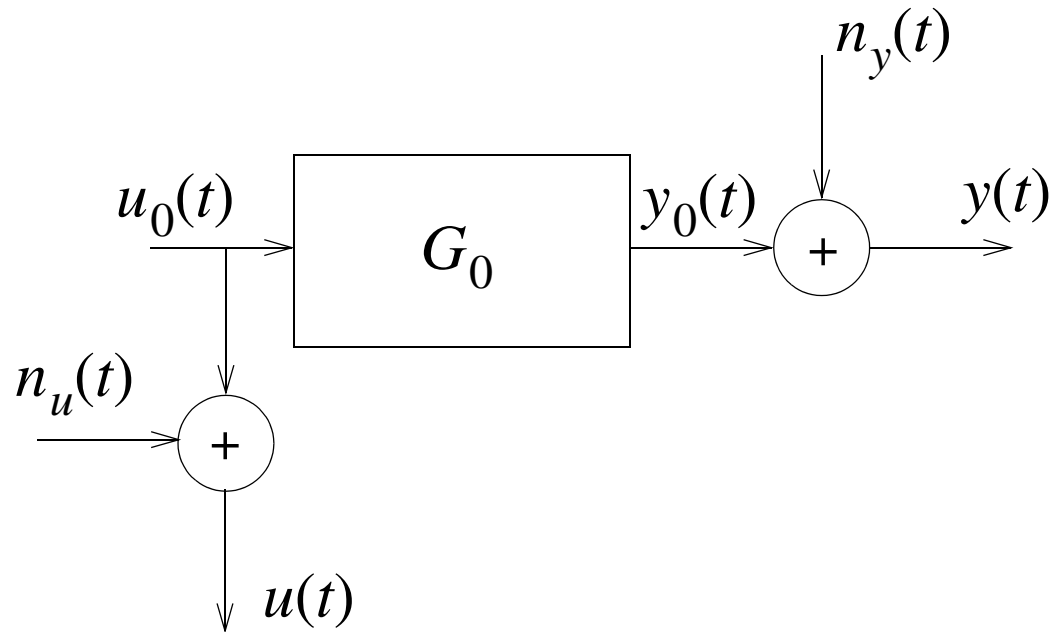 n_y(t)
u_0(t)
G_0
y_0(t)
+
y(t)
n_u(t)
+
u(t)